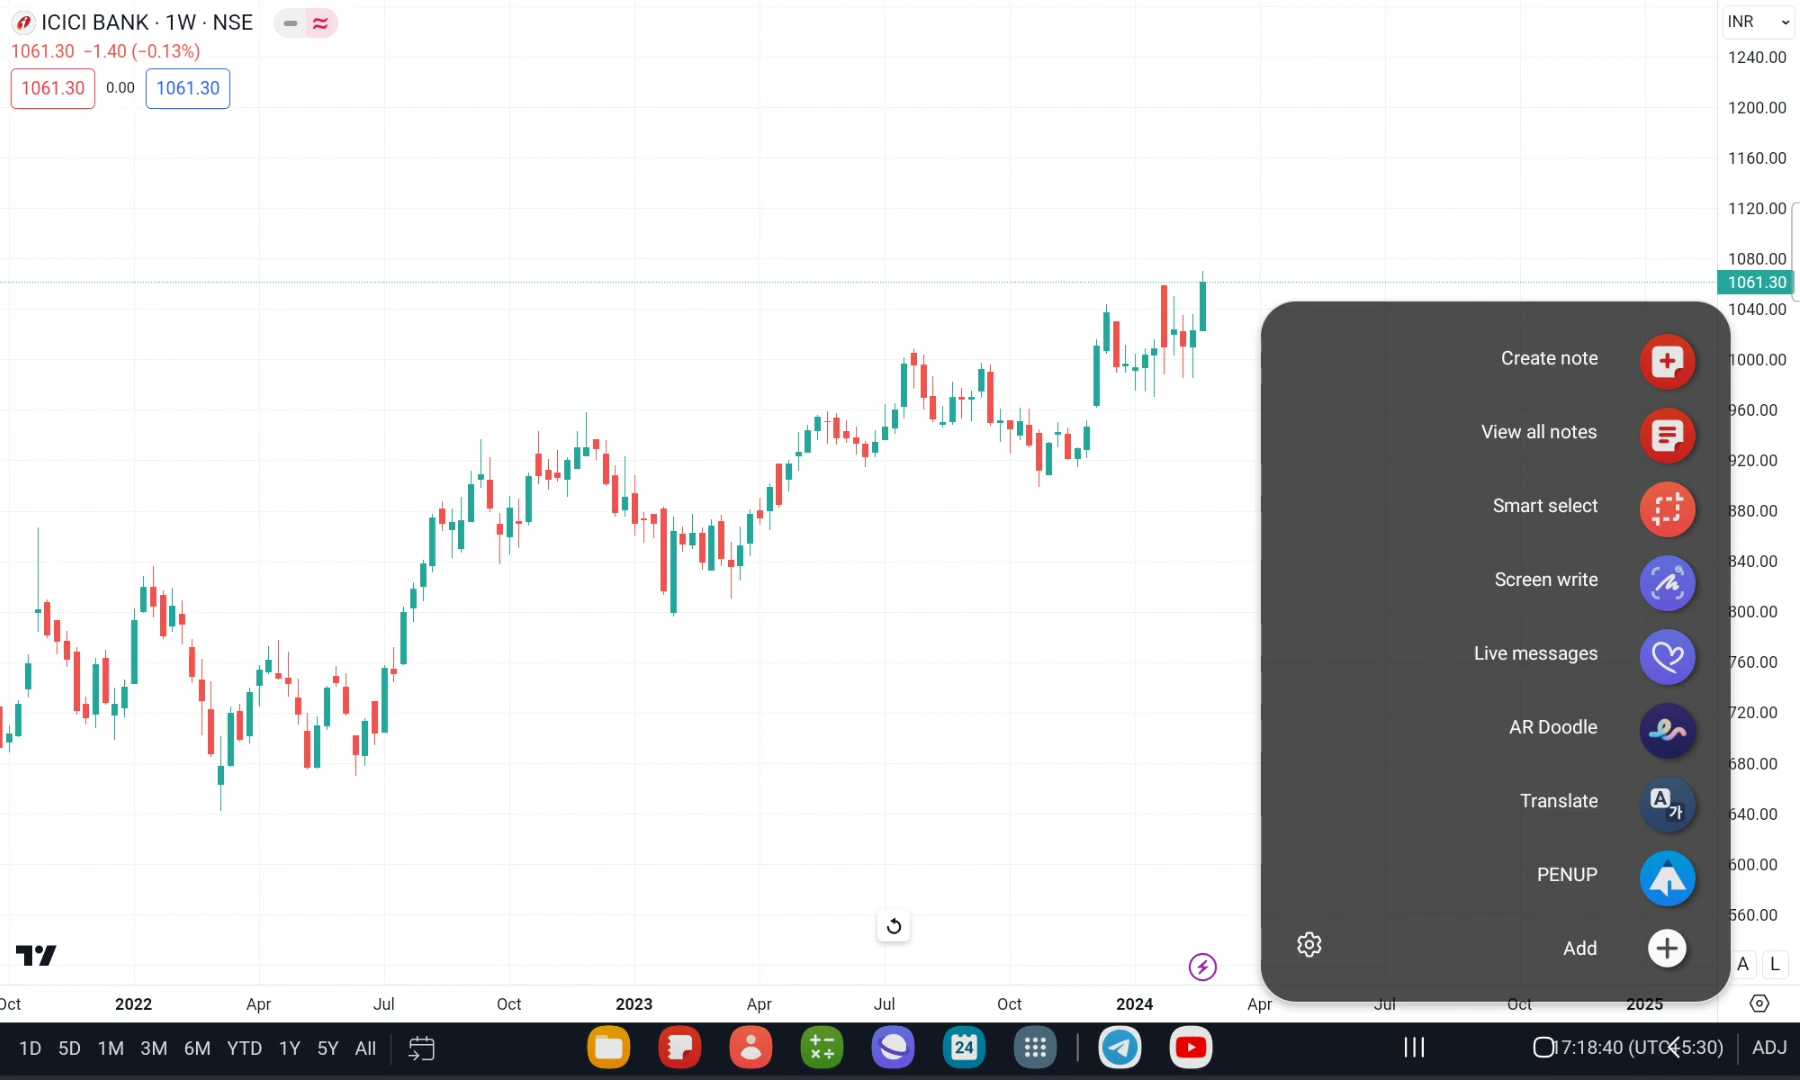 ICICI BANK · 1W · NSE
1061.30 −1.40 (−0.13%)
1061.30 0.00 1061.30
INR
1240.00
1200.00
1160.00
1120.00
1080.00
1061.30
1040.00
1000.00
960.00
920.00
880.00
840.00
800.00
760.00
720.00
680.00
640.00
600.00
560.00
Create note
View all notes
Smart select
Screen write
Live messages
AR Doodle
Translate
A가
PENUP
Add
A L
Oct 2022 Apr Jul Oct 2023 Apr Jul Oct 2024 Apr Jul Oct 2025
1D 5D 1M 3M 6M YTD 1Y 5Y All 24 17:18:40 (UTC+5:30) ADJ